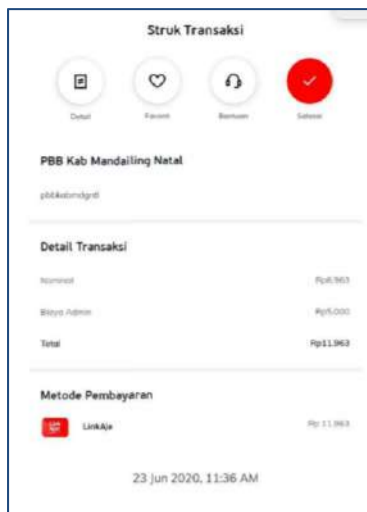 Struk Transaksi
Detail Favorit Bantuan Selesai
PBB Kab Mandailing Natal
Detail Transaksi
Nominal Rp6.963
Biaya Admin Rp5.000
Total Rp11.963
Metode Pembayaran
LinkAja Rp 11.963
23 Jun 2020, 11:36 AM